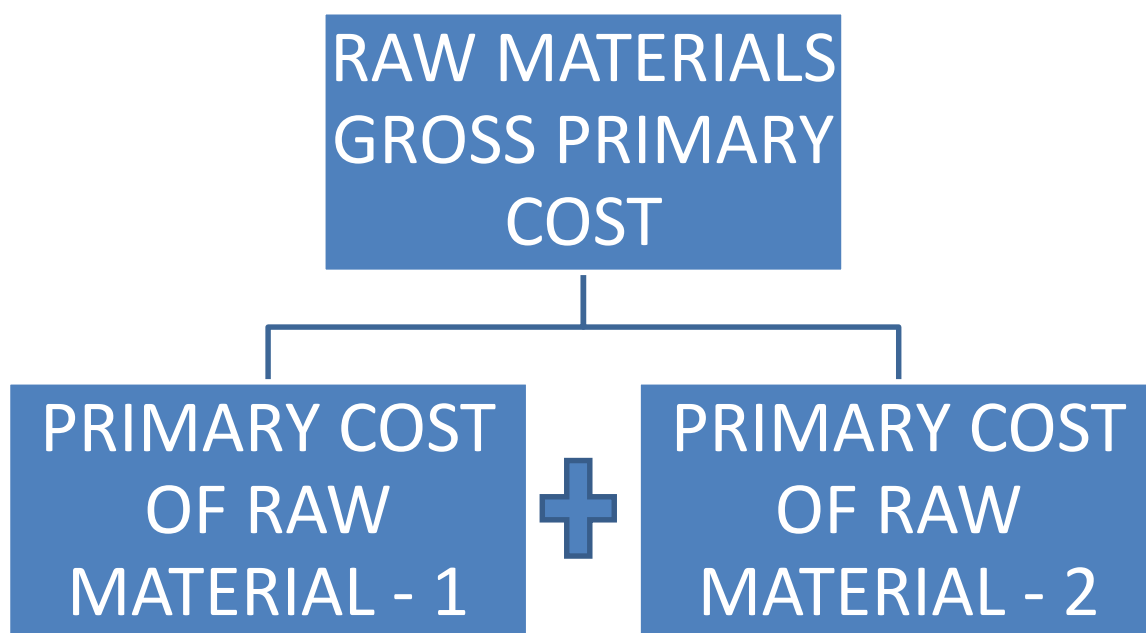 RAW MATERIALS
GROSS PRIMARY
COST
PRIMARY COST
OF RAW
MATERIAL - 1
PRIMARY COST
OF RAW
MATERIAL - 2